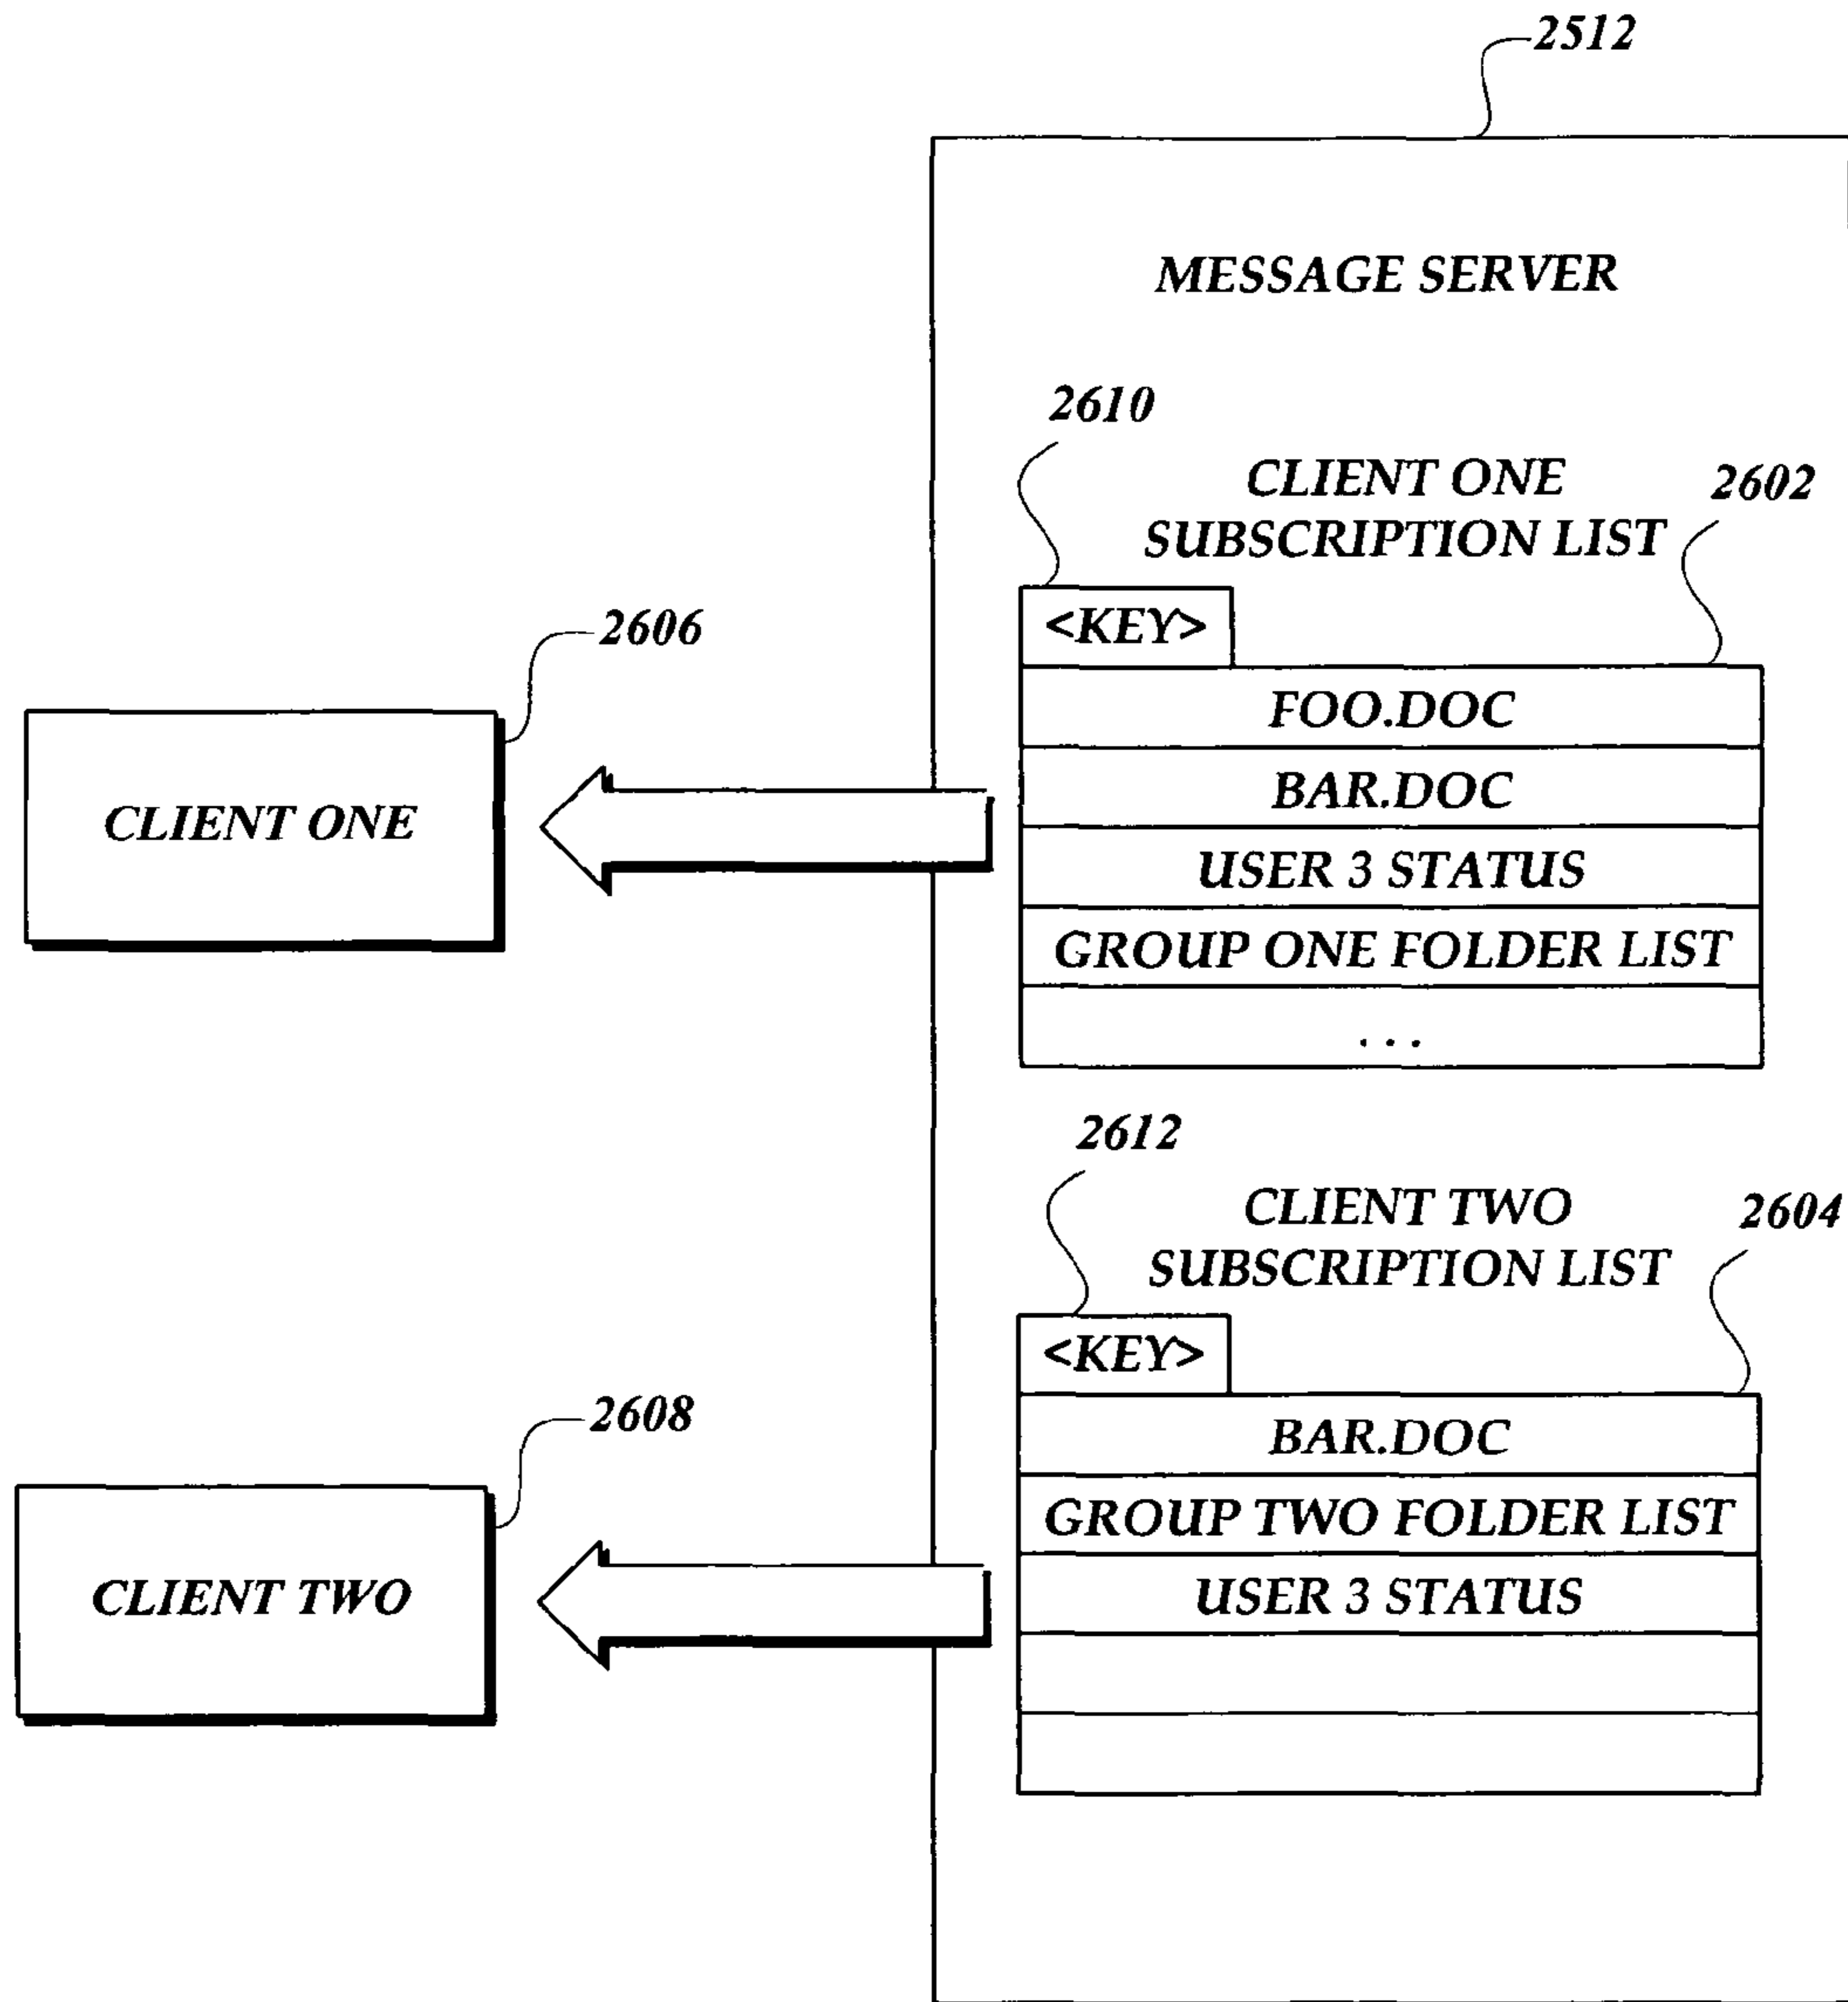 2512
MESSAGE SERVER
2610
CLIENT ONE
SUBSCRIPTION LIST
2602
<KEY>
2606
FOO.DOC
BAR.DOC
CLIENT ONE
USER 3 STATUS
GROUP ONE FOLDER LIST
...
2612
CLIENT TWO
SUBSCRIPTION LIST
2604
<KEY>
2608
BAR.DOC
GROUP TWO FOLDER LIST
CLIENT TWO
USER 3 STATUS